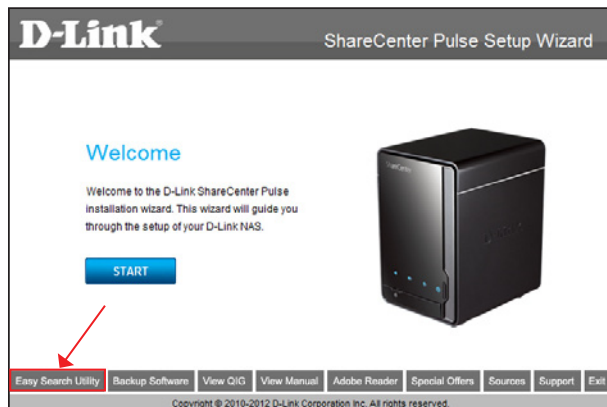 D-Link
ShareCenter Pulse Setup Wizard
Welcome
Welcome to the D-Link ShareCenter Pulse
installation wizard. This wizard will guide you
through the setup of your D-Link NAS.
START
ShareCenter
Easy Search Utility Backup Software View QIG View Manual Adobe Reader Special Offers Sources Support Exit
Copyright © 2010-2012 D-Link Corporation Inc. All rights reserved.